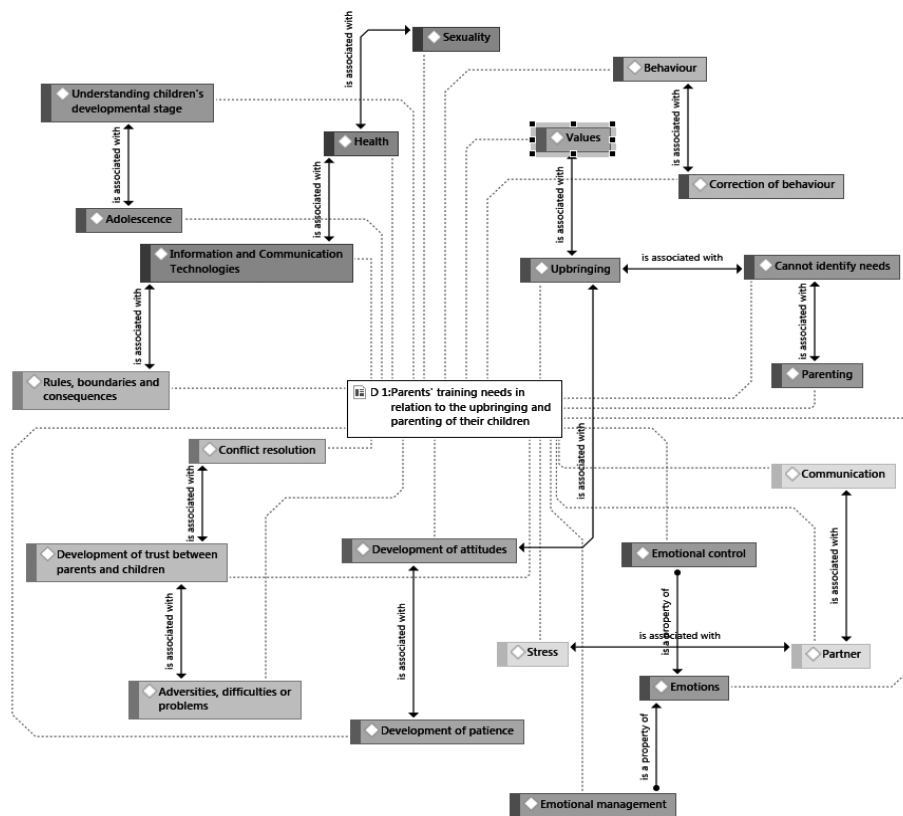 Sexuality
is associated with
Behaviour
Understanding children's
developmental stage
is associated with
Values
Health
is associated with
Correction of behaviour
Adolescence
is associated with
is associated with
Information and Communication
Technologies
Upbringing
is associated with
Cannot identify needs
is associated with
is associated with
Rules, boundaries and
consequences
Parenting
D 1:Parents' training needs in
relation to the upbringing and
parenting of their children
is associated with
Conflict resolution
is associated with
Communication
Development of trust between
parents and children
Development of attitudes
Emotional control
is associated with
is associated with
is associated with
is a property of
is associated with
Stress
Partner
Adversities, difficulties or
problems
Emotions
Development of patience
is a property of
Emotional management